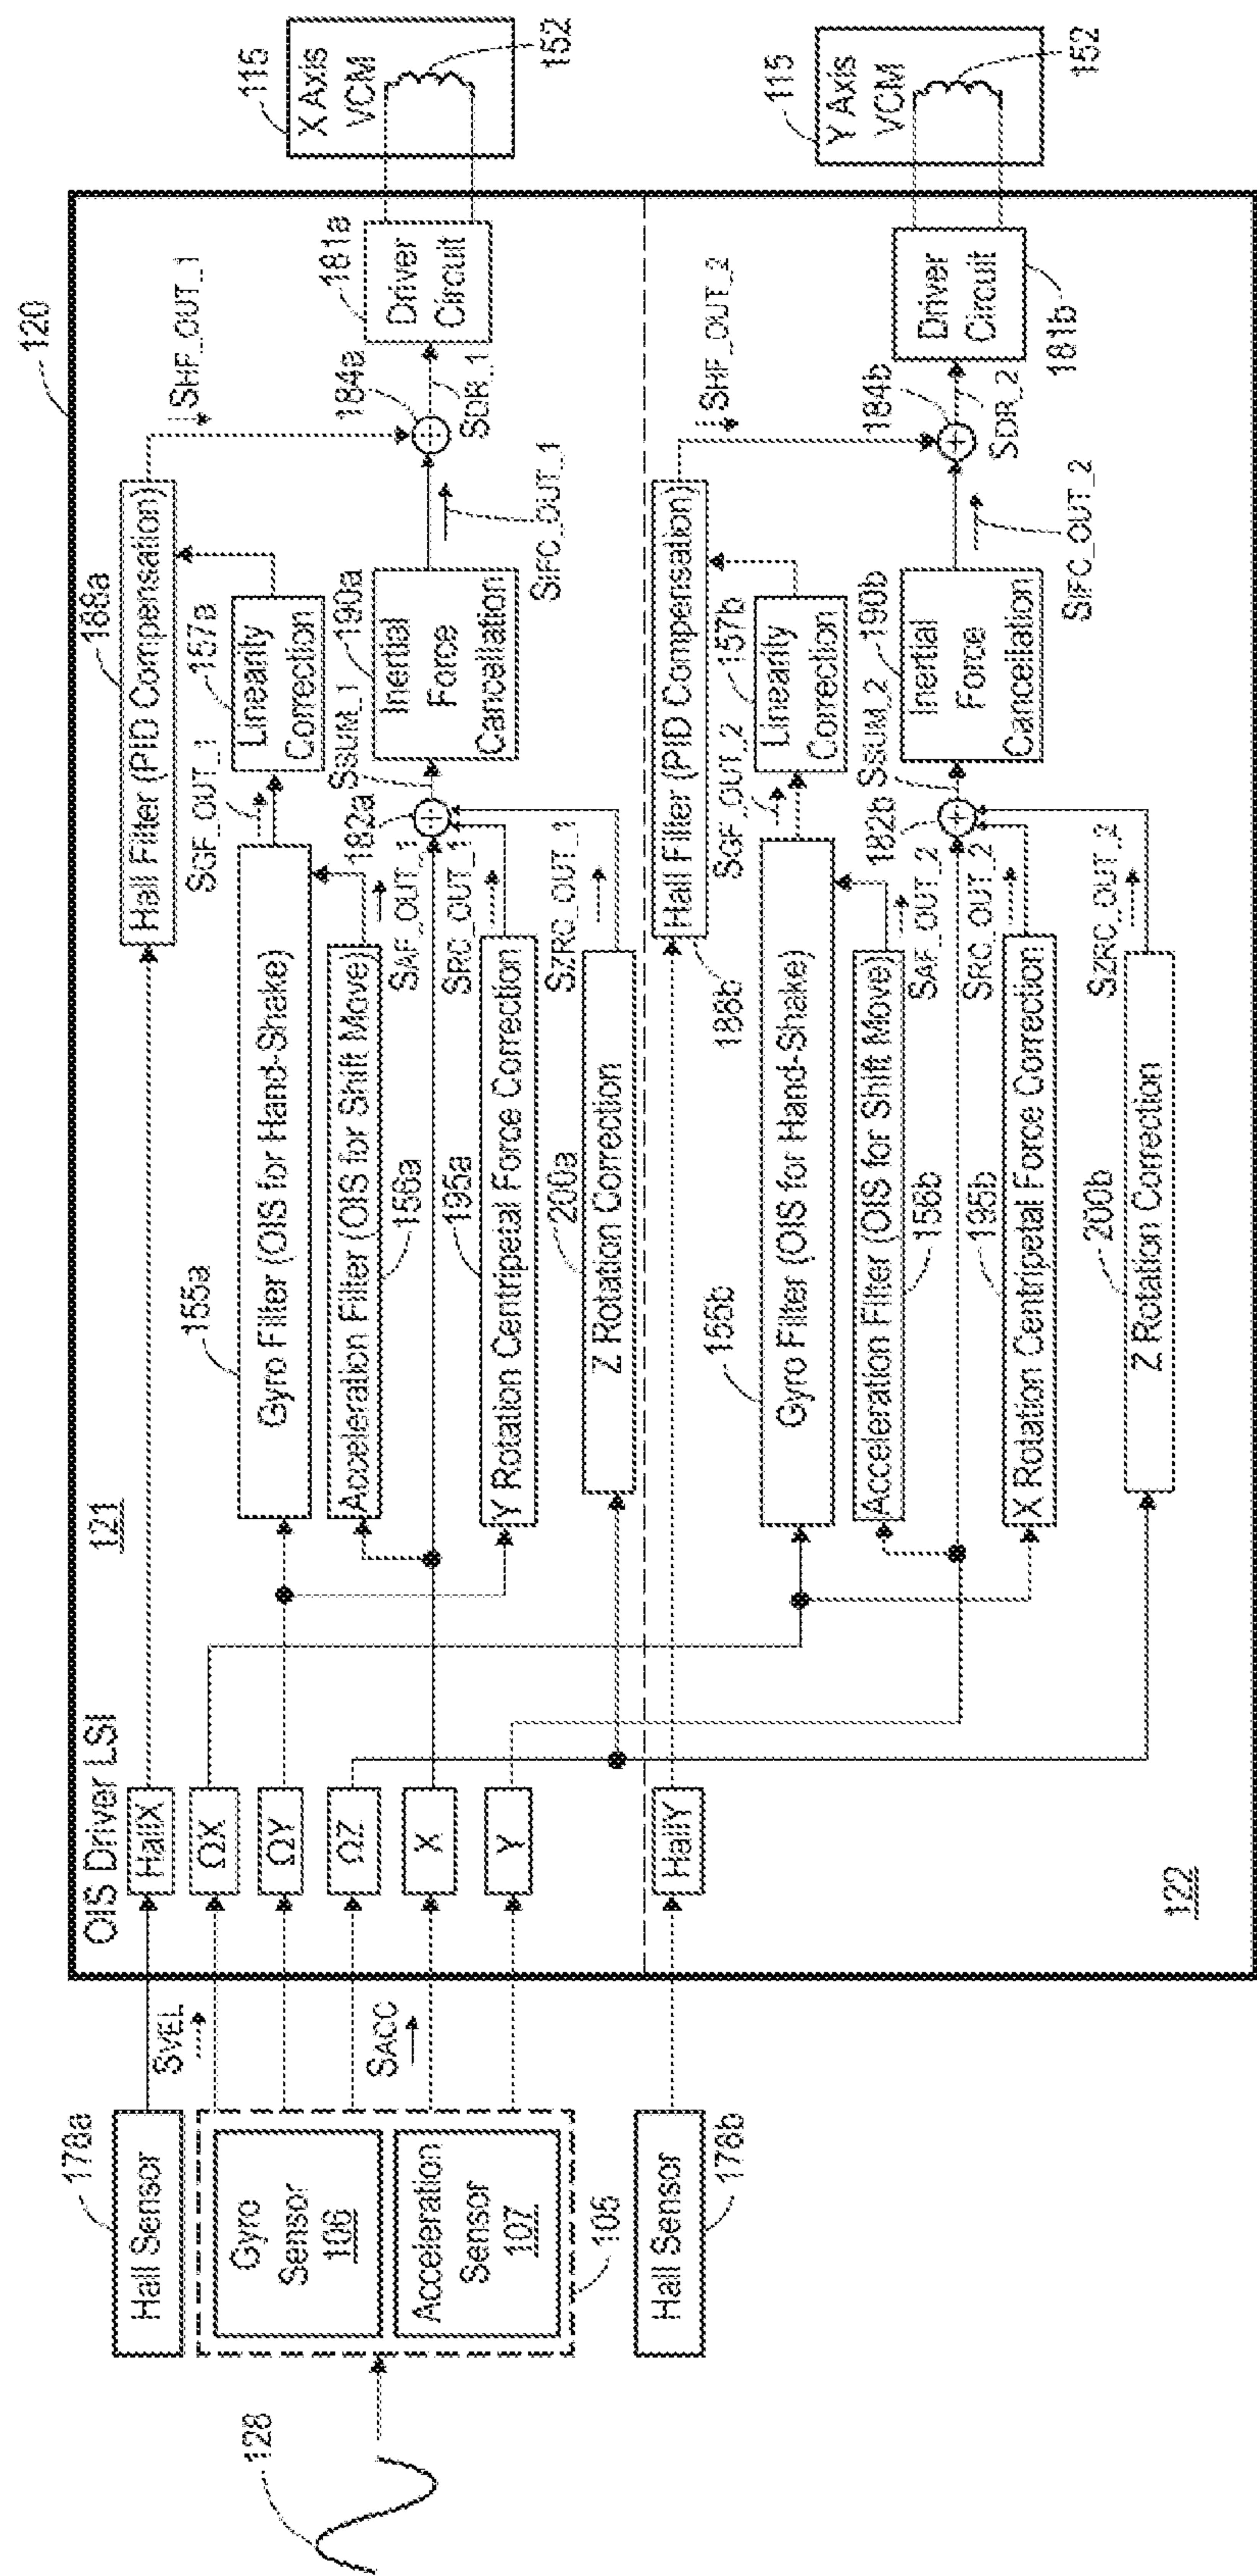 128
Hall Sensor
178a
Gyro
Sensor
106
Acceleration
Sensor
107
105
Hall Sensor
178b
SVEL
SACC
120
OIS Driver LSI
121
HallX
ΩX
ΩY
ΩZ
X
Y
155a
Gyro Filter (OIS for Hand-Shake)
Acceleration Filter (OIS for Shift Move)
156a
Y Rotation Centripetal Force Correction
195a
Z Rotation Correction
200a
SGF_OUT_1
SAF_OUT_1
SRC_OUT_1
SZRC_OUT_1
Hall Filter (PID Compensation)
188a
Linearity
Correction
157a
182a
SSUM_1
Inertial
Force
Cancellation
190a
SIFC_OUT_1
SHF_OUT_1
184a
SDR_1
Driver
Circuit
181a
115
X Axis
VCM
152
122
HallY
155b
Gyro Filter (OIS for Hand-Shake)
Acceleration Filter (OIS for Shift Move)
156b
X Rotation Centripetal Force Correction
195b
Z Rotation Correction
200b
SGF_OUT_2
SAF_OUT_2
SRC_OUT_2
SZRC_OUT_2
Hall Filter (PID Compensation)
188b
Linearity
Correction
157b
182b
SSUM_2
Inertial
Force
Cancellation
190b
SIFC_OUT_2
SHF_OUT_2
184b
SDR_2
Driver
Circuit
181b
115
Y Axis
VCM
152